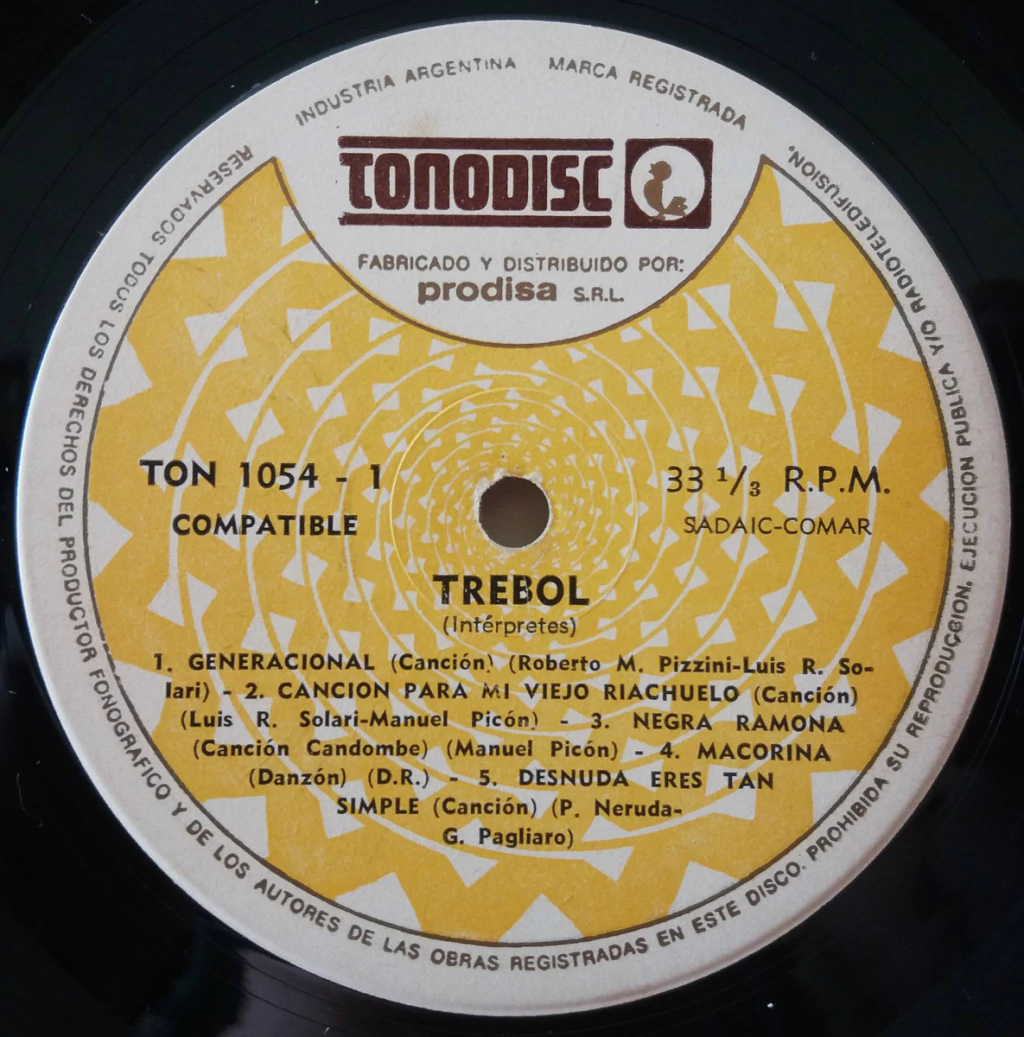 INDUSTRIA ARGENTINA MARCA REGISTRADA
TONODISC
FABRICADO Y DISTRIBUIDO POR:
prodisa S.R.L.
TON 1054 - 1
COMPATIBLE
33 1/3 R.P.M.
SADAIC-COMAR
TREBOL
(Intérpretes)
1. GENERACIONAL (Canción) (Roberto M. Pizzini-Luis R. So-
lari) - 2. CANCION PARA MI VIEJO RIACHUELO (Canción)
(Luis R. Solari-Manuel Picón) - 3. NEGRA RAMONA
(Canción Candombe) (Manuel Picón) - 4. MACORINA
(Danzón) (D.R.) - 5. DESNUDA ERES TAN
SIMPLE (Canción) (P. Neruda-
G. Pagliaro)
RESERVADOS TODOS LOS DERECHOS DEL PRODUCTOR FONOGRAFICO Y DE LOS AUTORES DE LAS OBRAS REGISTRADAS EN ESTE DISCO. PROHIBIDA SU REPRODUCCION, EJECUCION PUBLICA Y/O RADIOTELEDIFUSION.